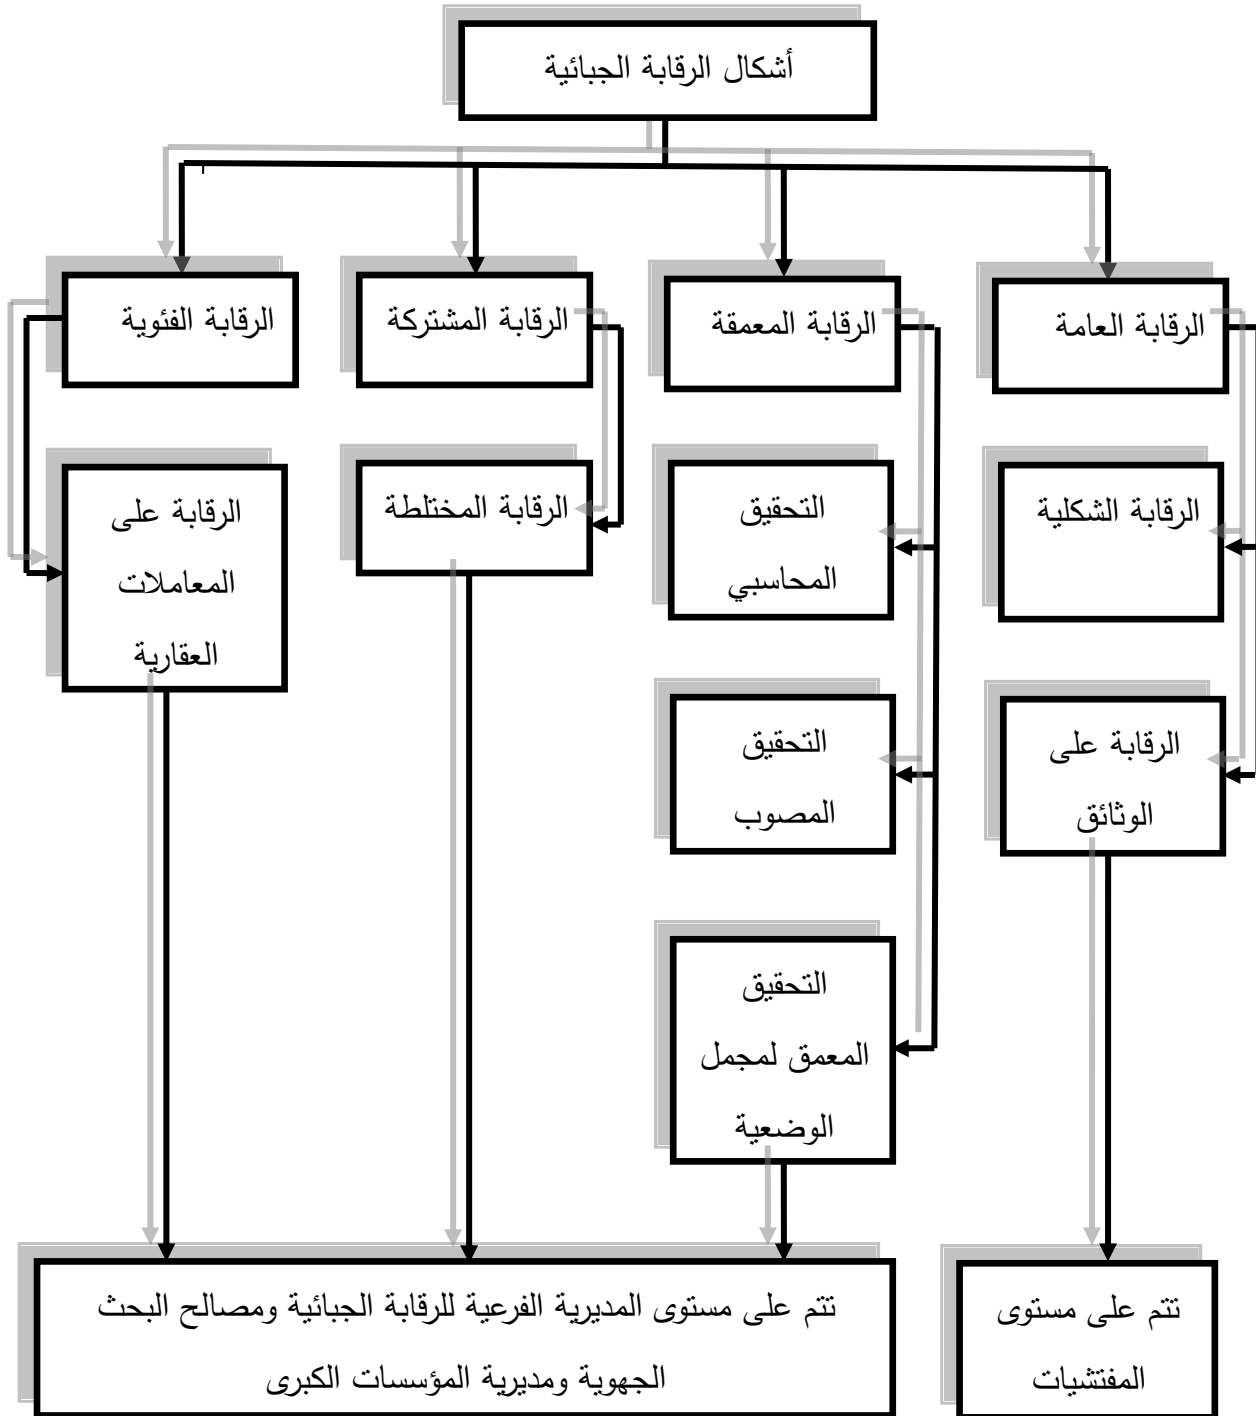 أشكال الرقابة الجبائية
الرقابة العامة
الرقابة المعمقة
الرقابة المشتركة
الرقابة الفئوية
الرقابة الشكلية
التحقيق
المحاسبي
الرقابة المختلطة
الرقابة على
المعاملات
العقارية
الرقابة على
الوثائق
التحقيق
المصوب
التحقيق
المعمق لمجمل
الوضعية
تتم على مستوى
المفتشيات
تتم على مستوى المديرية الفرعية للرقابة الجبائية ومصالح البحث
الجهوية ومديرية المؤسسات الكبرى